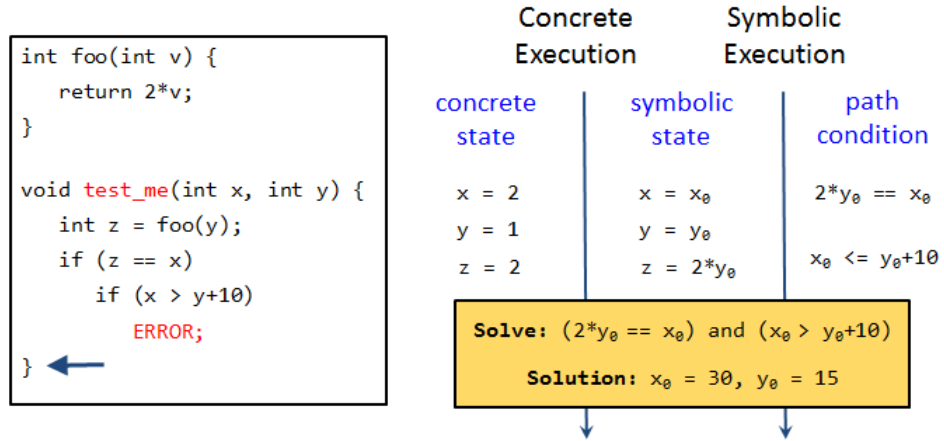 int foo(int v) {
return 2*v;
}
void test_me(int x, int y) {
int z = foo(y);
if (z == x)
if (x > y+10)
ERROR;
}
Concrete
Execution
Symbolic
Execution
concrete
state
symbolic
state
path
condition
x = 2
y = 1
z = 2
x = x₀
y = y₀
z = 2*y₀
2*y₀ == x₀
x₀ <= y₀+10
Solve: (2*y₀ == x₀) and (x₀ > y₀+10)
Solution: x₀ = 30, y₀ = 15